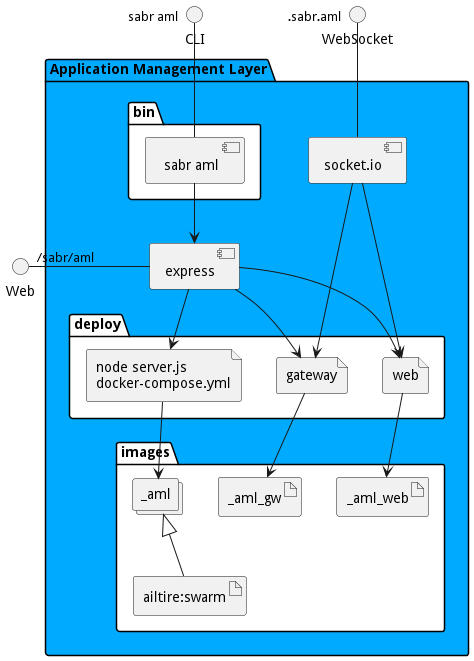 sabr aml
.sabr.aml
CLI
WebSocket
Application Management Layer
bin
sabr aml
socket.io
/sabr/aml
Web
express
deploy
node server.js
docker-compose.yml
gateway
web
images
_aml
_aml_gw
_aml_web
ailtire:swarm